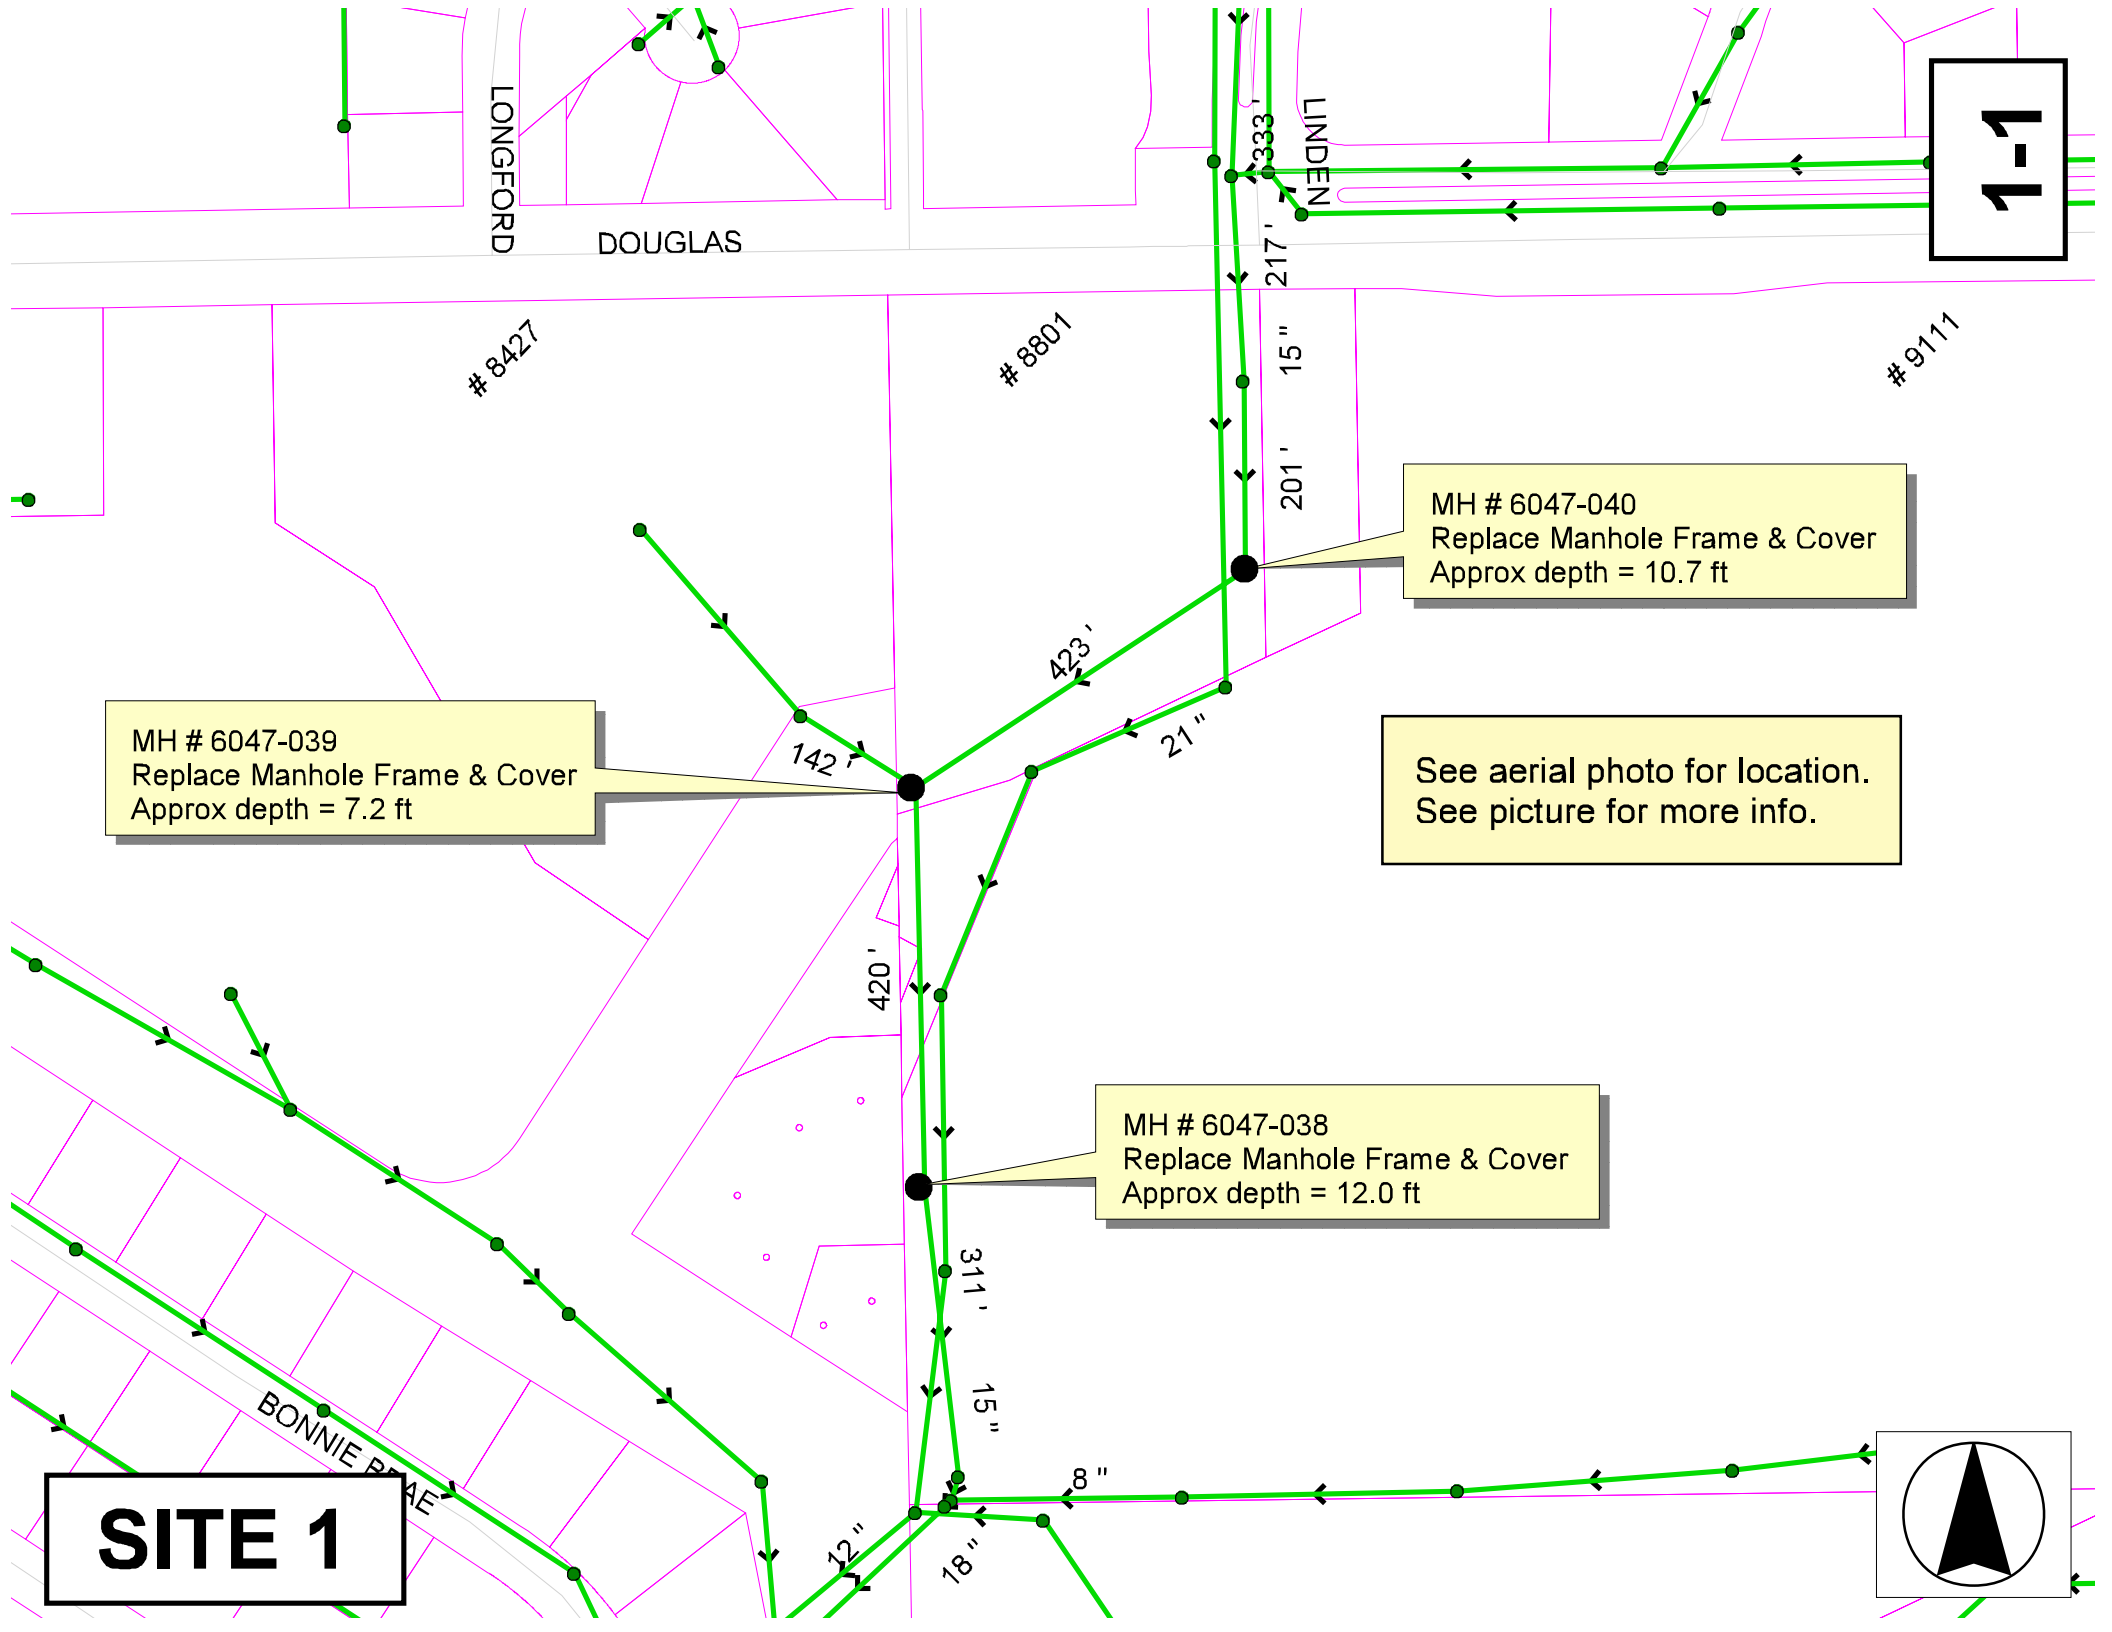 LONGFORD
DOUGLAS
333 '
LINDEN
1-1
217 '
# 8427
# 8801
# 9111
15 "
201 '
MH # 6047-040
Replace Manhole Frame & Cover
Approx depth = 10.7 ft
423 '
21 "
142 '
MH # 6047-039
Replace Manhole Frame & Cover
Approx depth = 7.2 ft
See aerial photo for location.
See picture for more info.
420 '
MH # 6047-038
Replace Manhole Frame & Cover
Approx depth = 12.0 ft
311 '
15 "
8 "
12 "
18 "
BONNIE BRAE
SITE 1